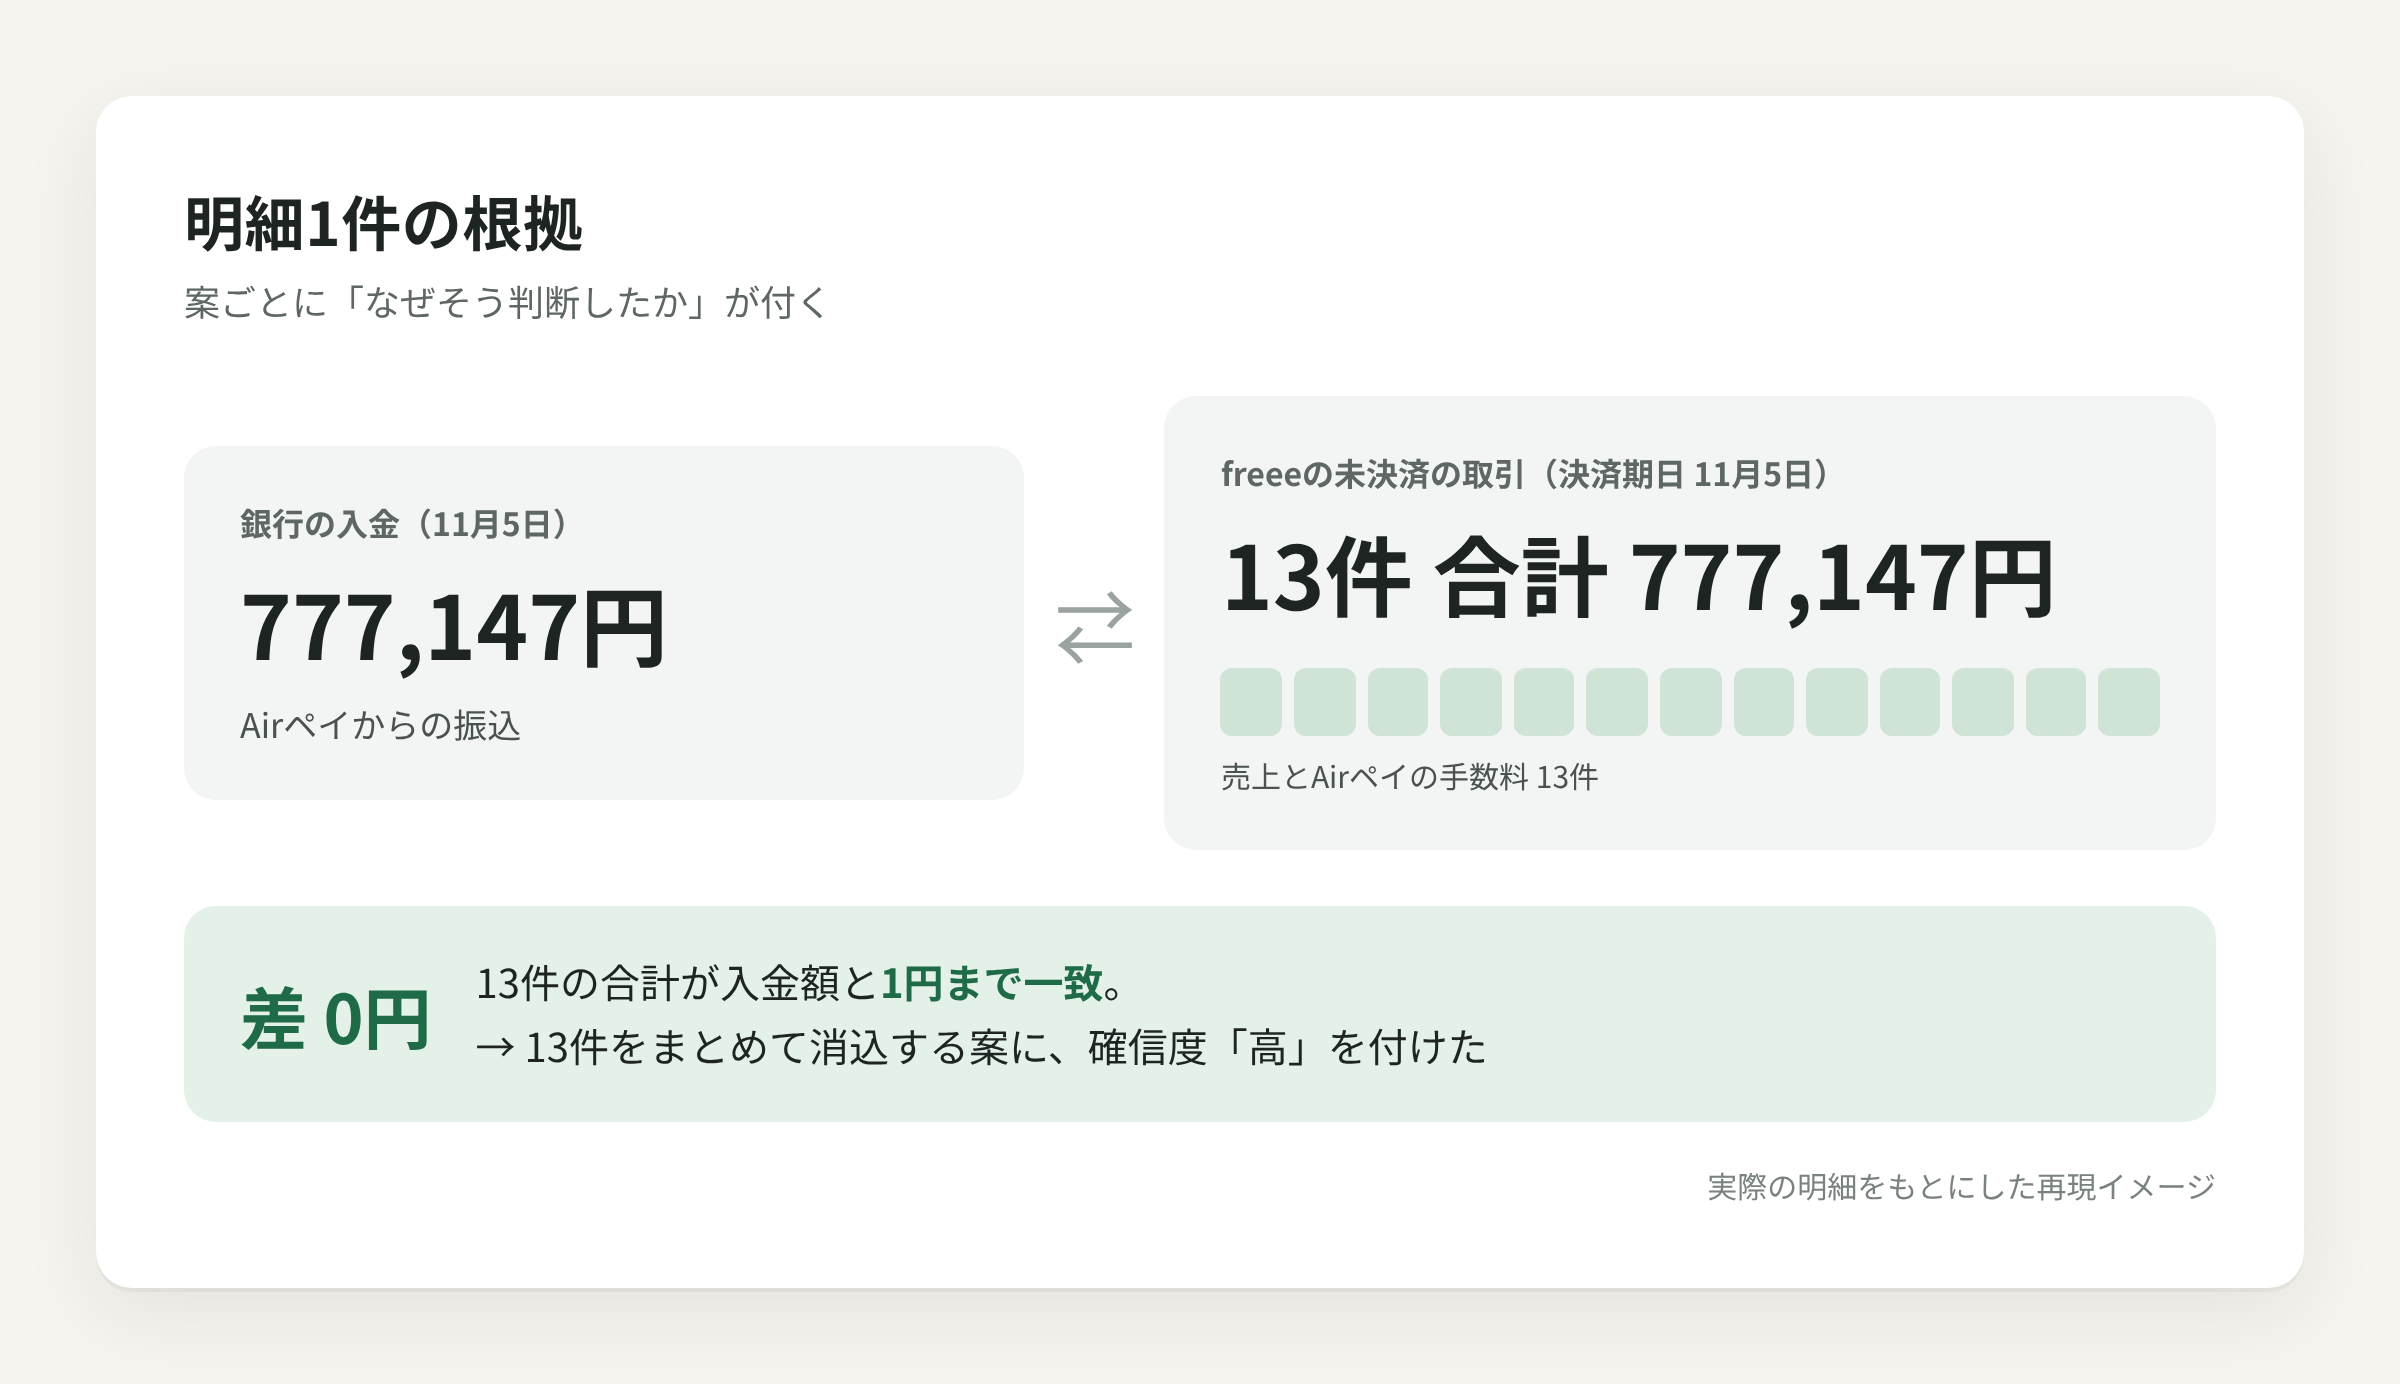 明細1件の根拠
案ごとに「なぜそう判断したか」が付く
銀行の入金（11月5日）
777,147円
Airペイからの振込
⇄
freeeの未決済の取引（決済期日 11月5日）
13件 合計 777,147円
売上とAirペイの手数料 13件
差 0円
13件の合計が入金額と1円まで一致。
→ 13件をまとめて消込する案に、確信度「高」を付けた
実際の明細をもとにした再現イメージ